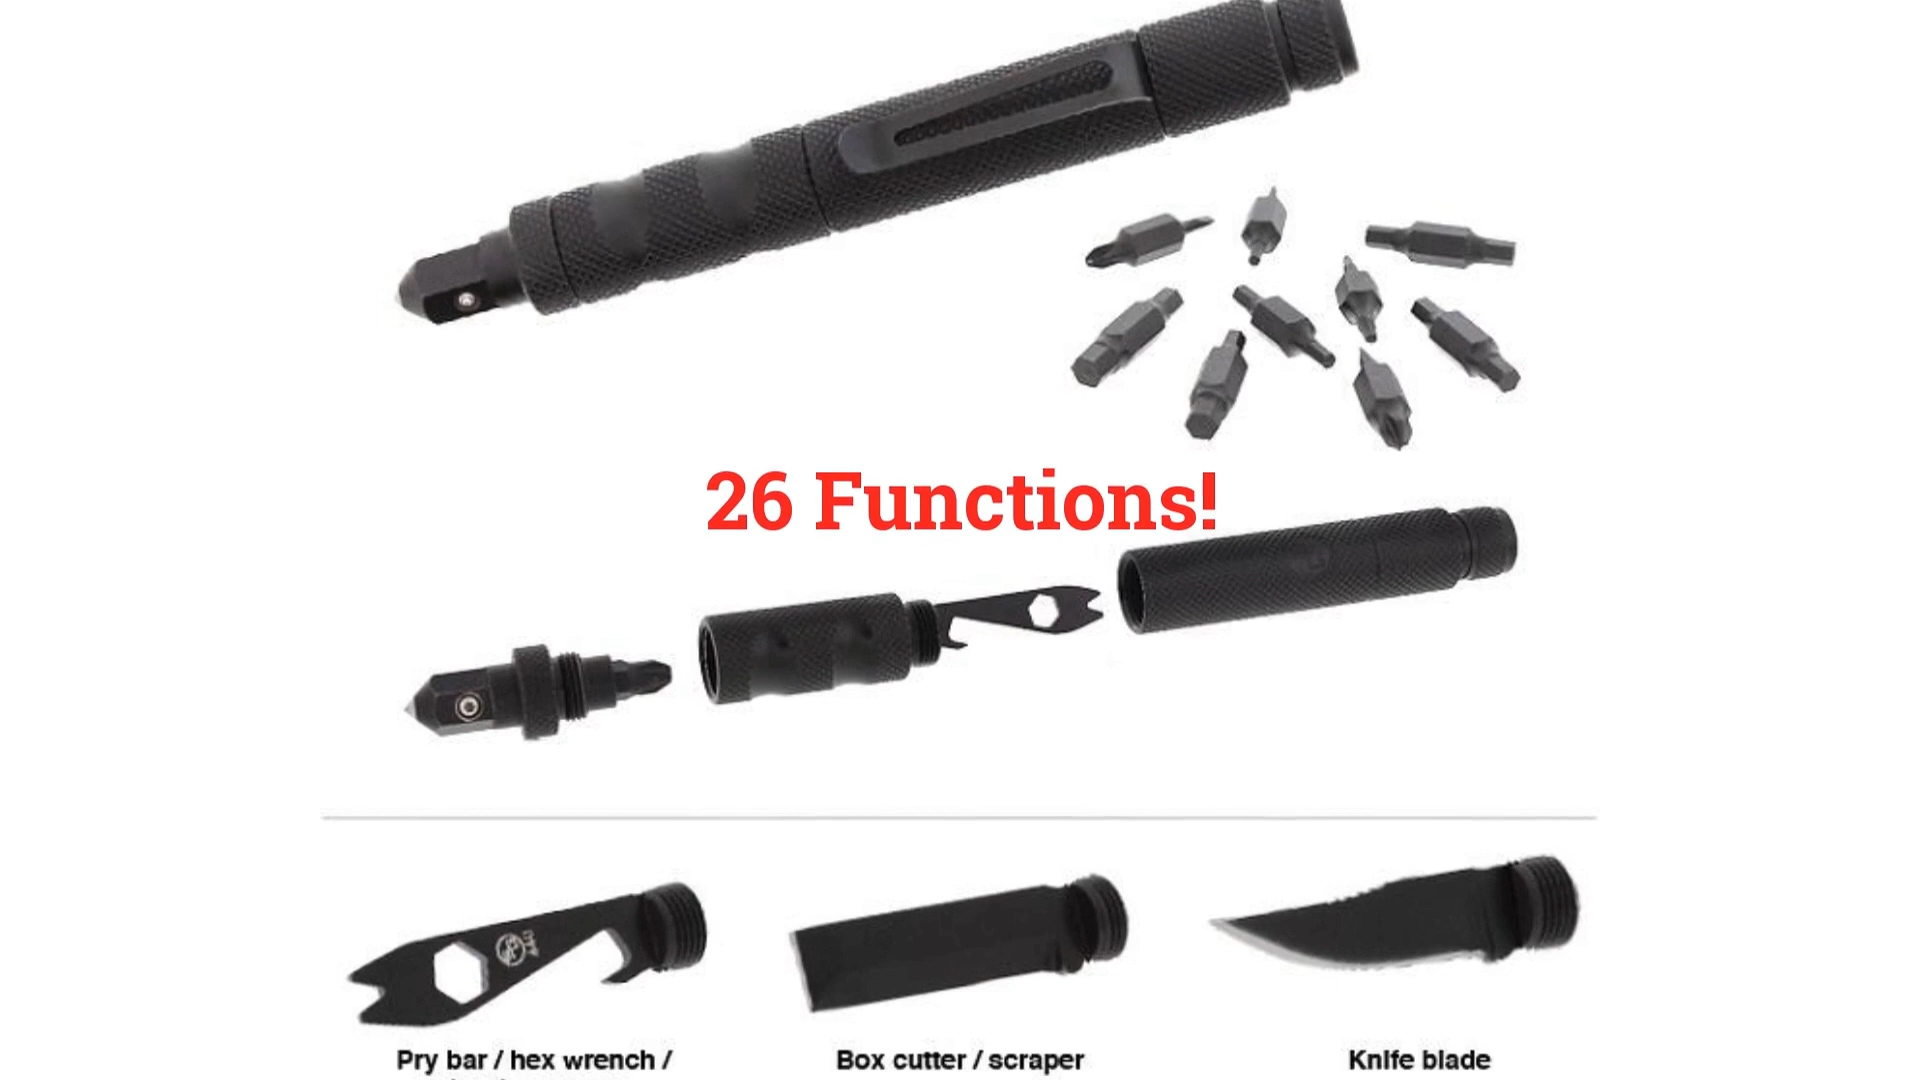 26 Functions!
Pry bar / hex wrench /
Box cutter / scraper
Knife blade